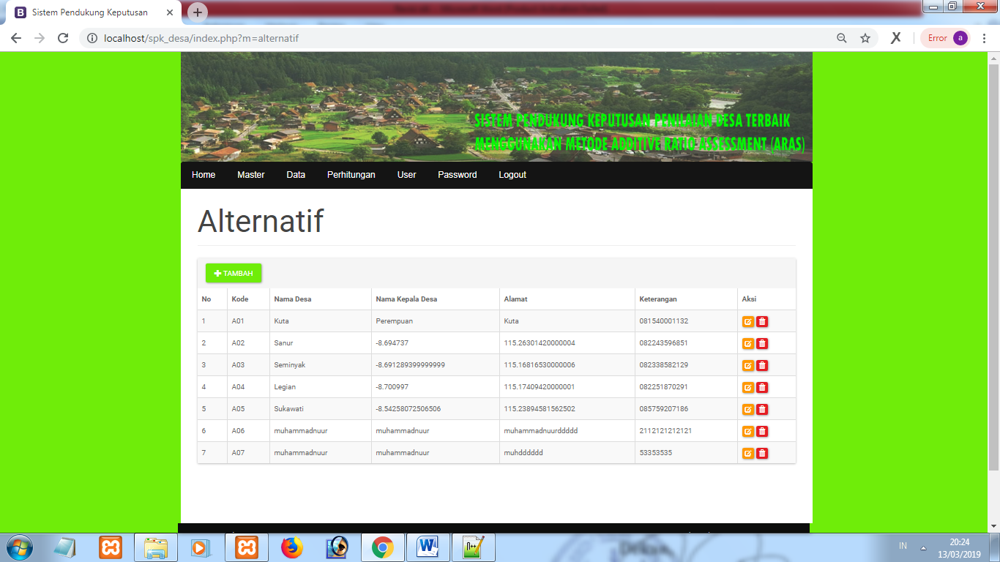 Sistem Pendukung Keputusan
localhost/spk_desa/index.php?m=alternatif
Error a
SISTEM PENDUKUNG KEPUTUSAN PENILAIAN DESA TERBAIK
MENGGUNAKAN METODE ADDITIVE RATIO ASSESSMENT (ARAS)
Home Master Data Perhitungan User Password Logout
Alternatif
TAMBAH
No Kode Nama Desa Nama Kepala Desa Alamat Keterangan Aksi
1 A01 Kuta Perempuan Kuta 081540001132
2 A02 Sanur -8.694737 115.26301420000004 082243596851
3 A03 Seminyak -8.691289399999999 115.16816530000006 082338582129
4 A04 Legian -8.700997 115.17409420000001 082251870291
5 A05 Sukawati -8.54258072506506 115.23894581562502 085759207186
6 A06 muhammadnuur muhammadnuur muhammadnuurddddd 2112121212121
7 A07 muhammadnuur muhammadnuur muhdddddd 53353535
IN 20:24
13/03/2019